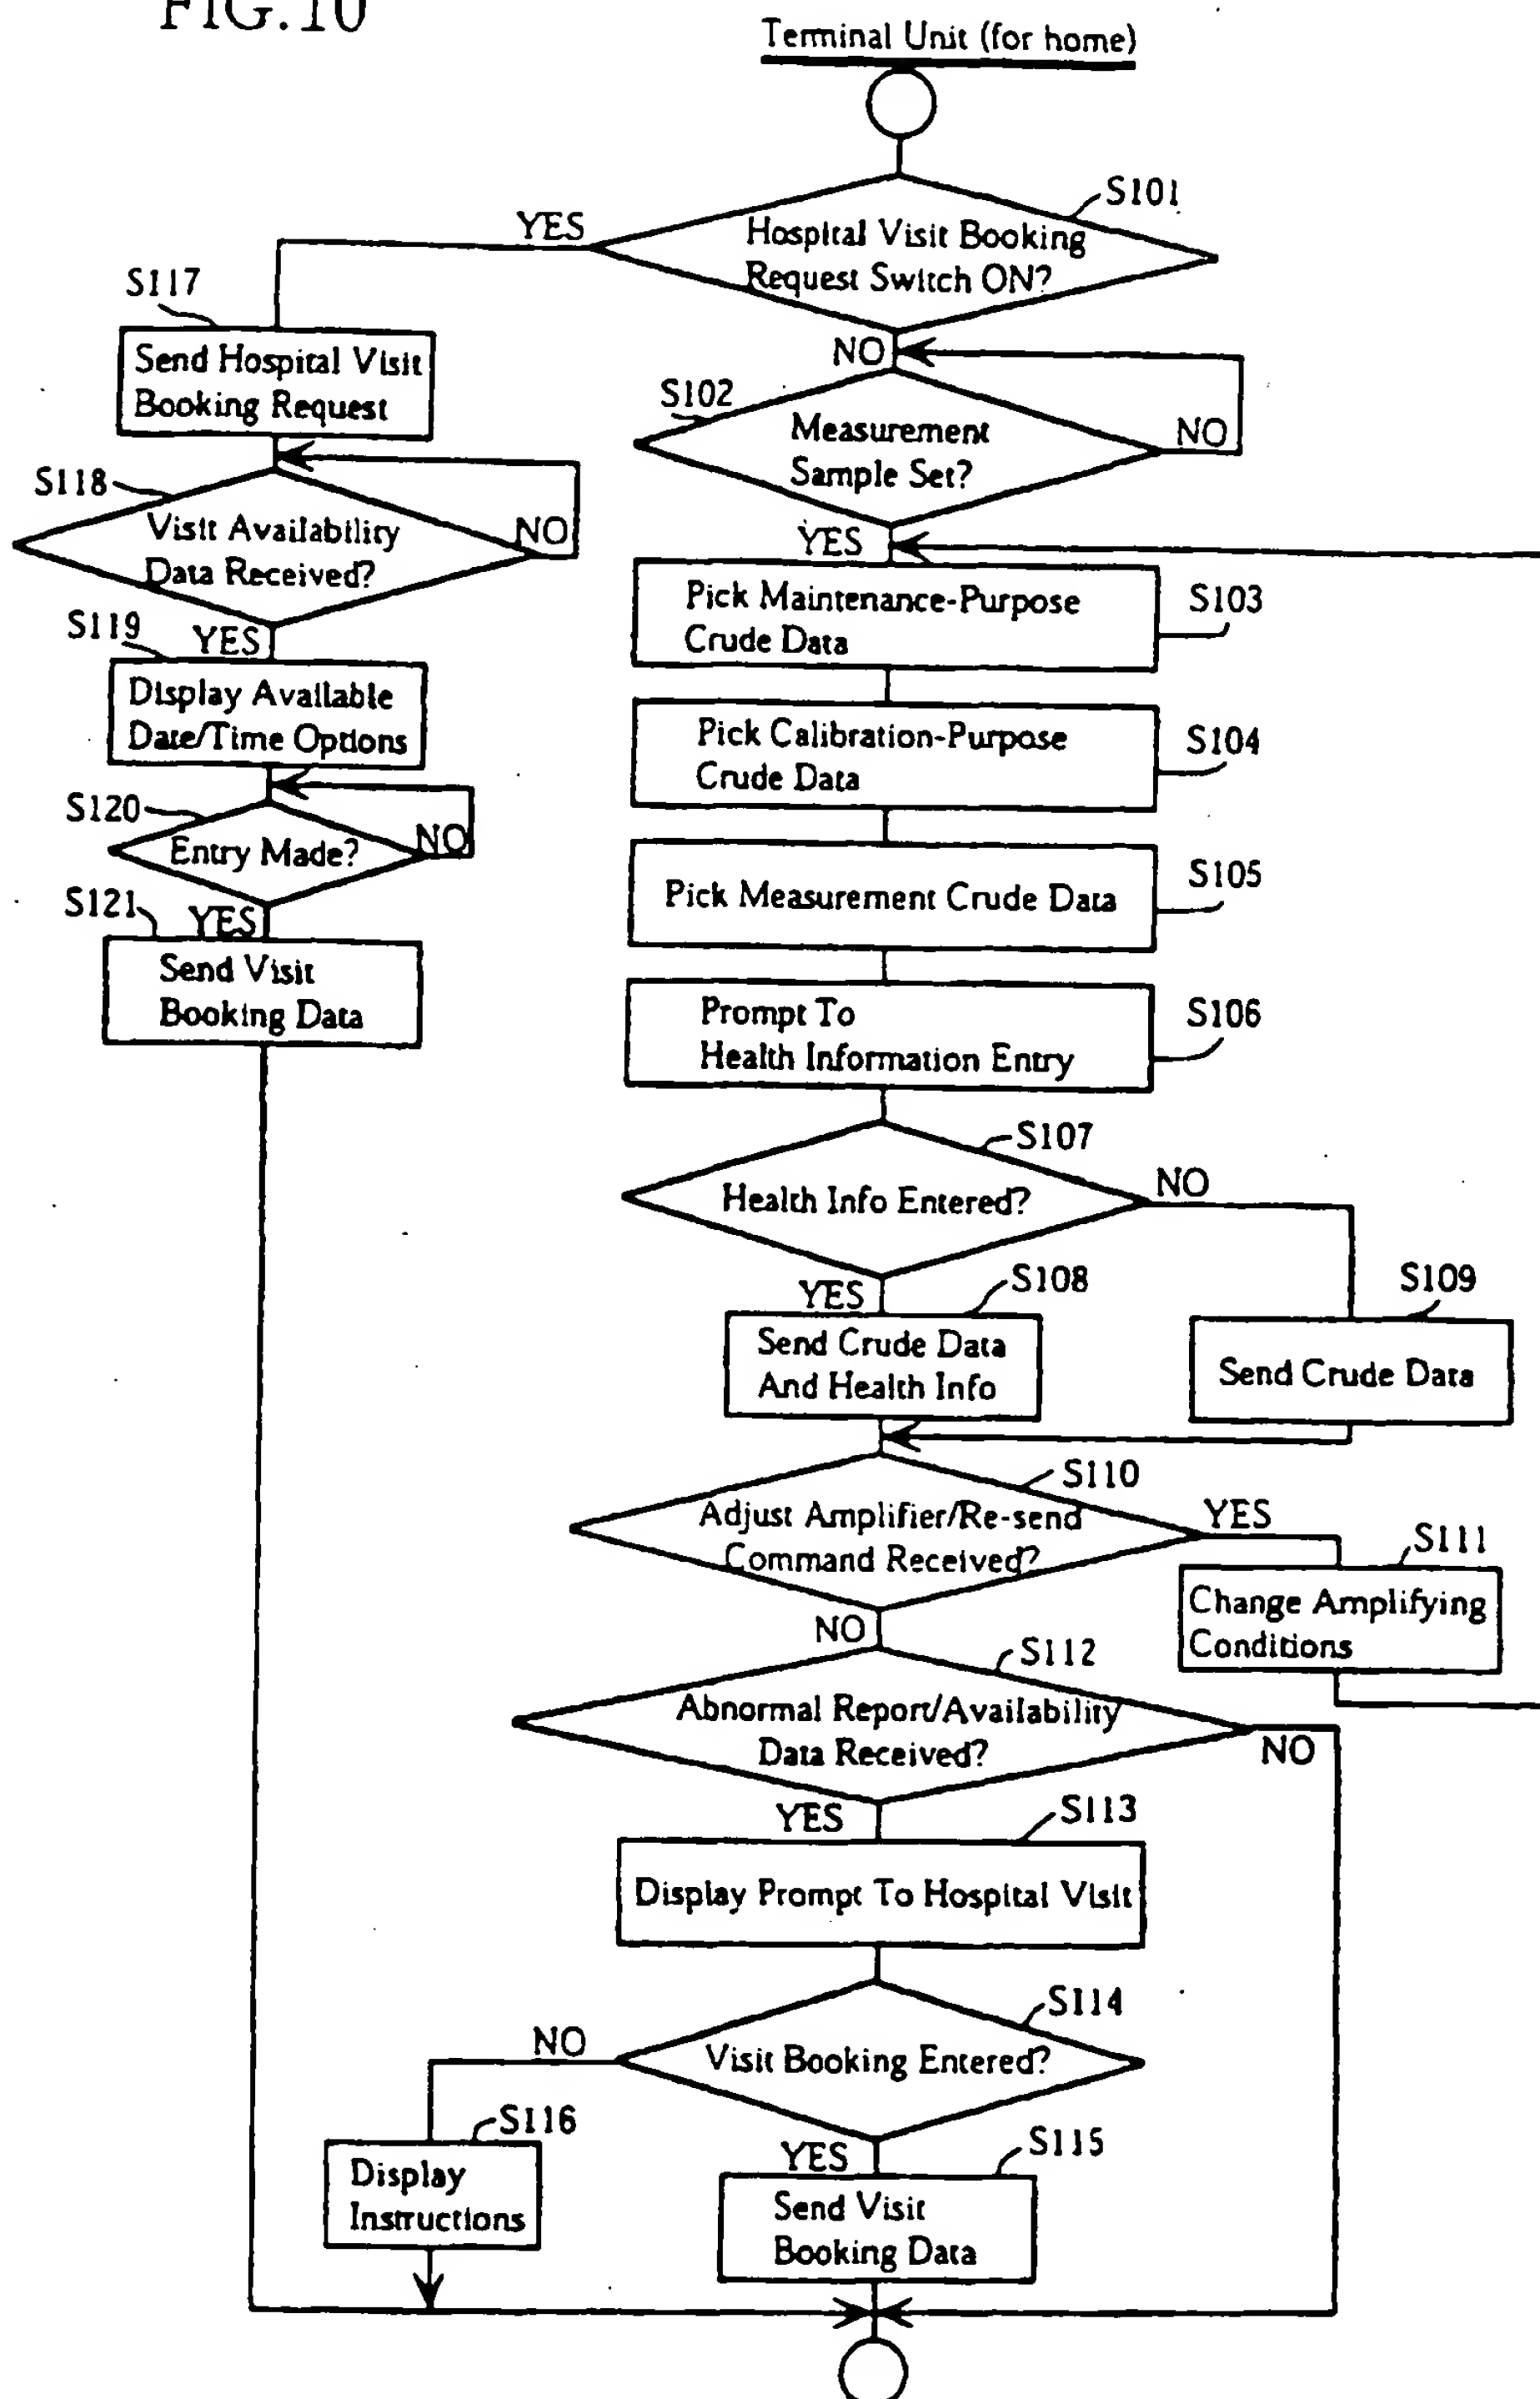 FIG.10
Terminal Unit (for home)
S101
YES
Hospital Visit Booking
Request Switch ON?
S117
Send Hospital Visit
Booking Request
NO
S102
Measurement
Sample Set?
NO
S118
Visit Availability
Data Received?
NO
YES
S119
YES
Display Available
Date/Time Options
Pick Maintenance-Purpose
Crude Data
S103
Pick Calibration-Purpose
Crude Data
S104
S120
Entry Made?
NO
S121
YES
Send Visit
Booking Data
Pick Measurement Crude Data
S105
Prompt To
Health Information Entry
S106
S107
Health Info Entered?
NO
YES
S108
Send Crude Data
And Health Info
S109
Send Crude Data
S110
Adjust Amplifier/Re-send
Command Received?
YES
S111
Change Amplifying
Conditions
NO
S112
Abnormal Report/Availability
Data Received?
NO
YES
S113
Display Prompt To Hospital Visit
S114
Visit Booking Entered?
NO
S116
Display
Instructions
YES
S115
Send Visit
Booking Data